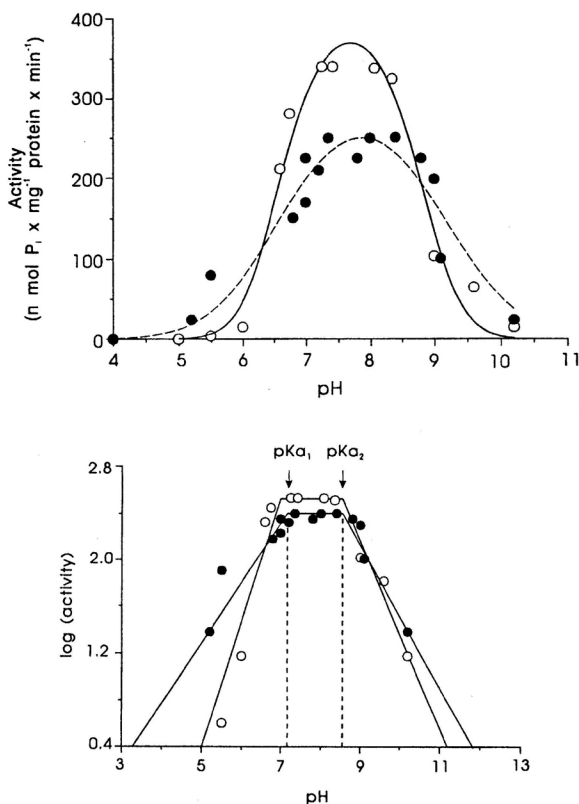 Activity
(n mol Pᵢ x mg⁻¹ protein x min⁻¹)
400
300
200
100
0
4 5 6 7 8 9 10 11
pH
pKa₁ pKa₂
log (activity)
2.8
2.0
1.2
0.4
3 5 7 9 11 13
pH